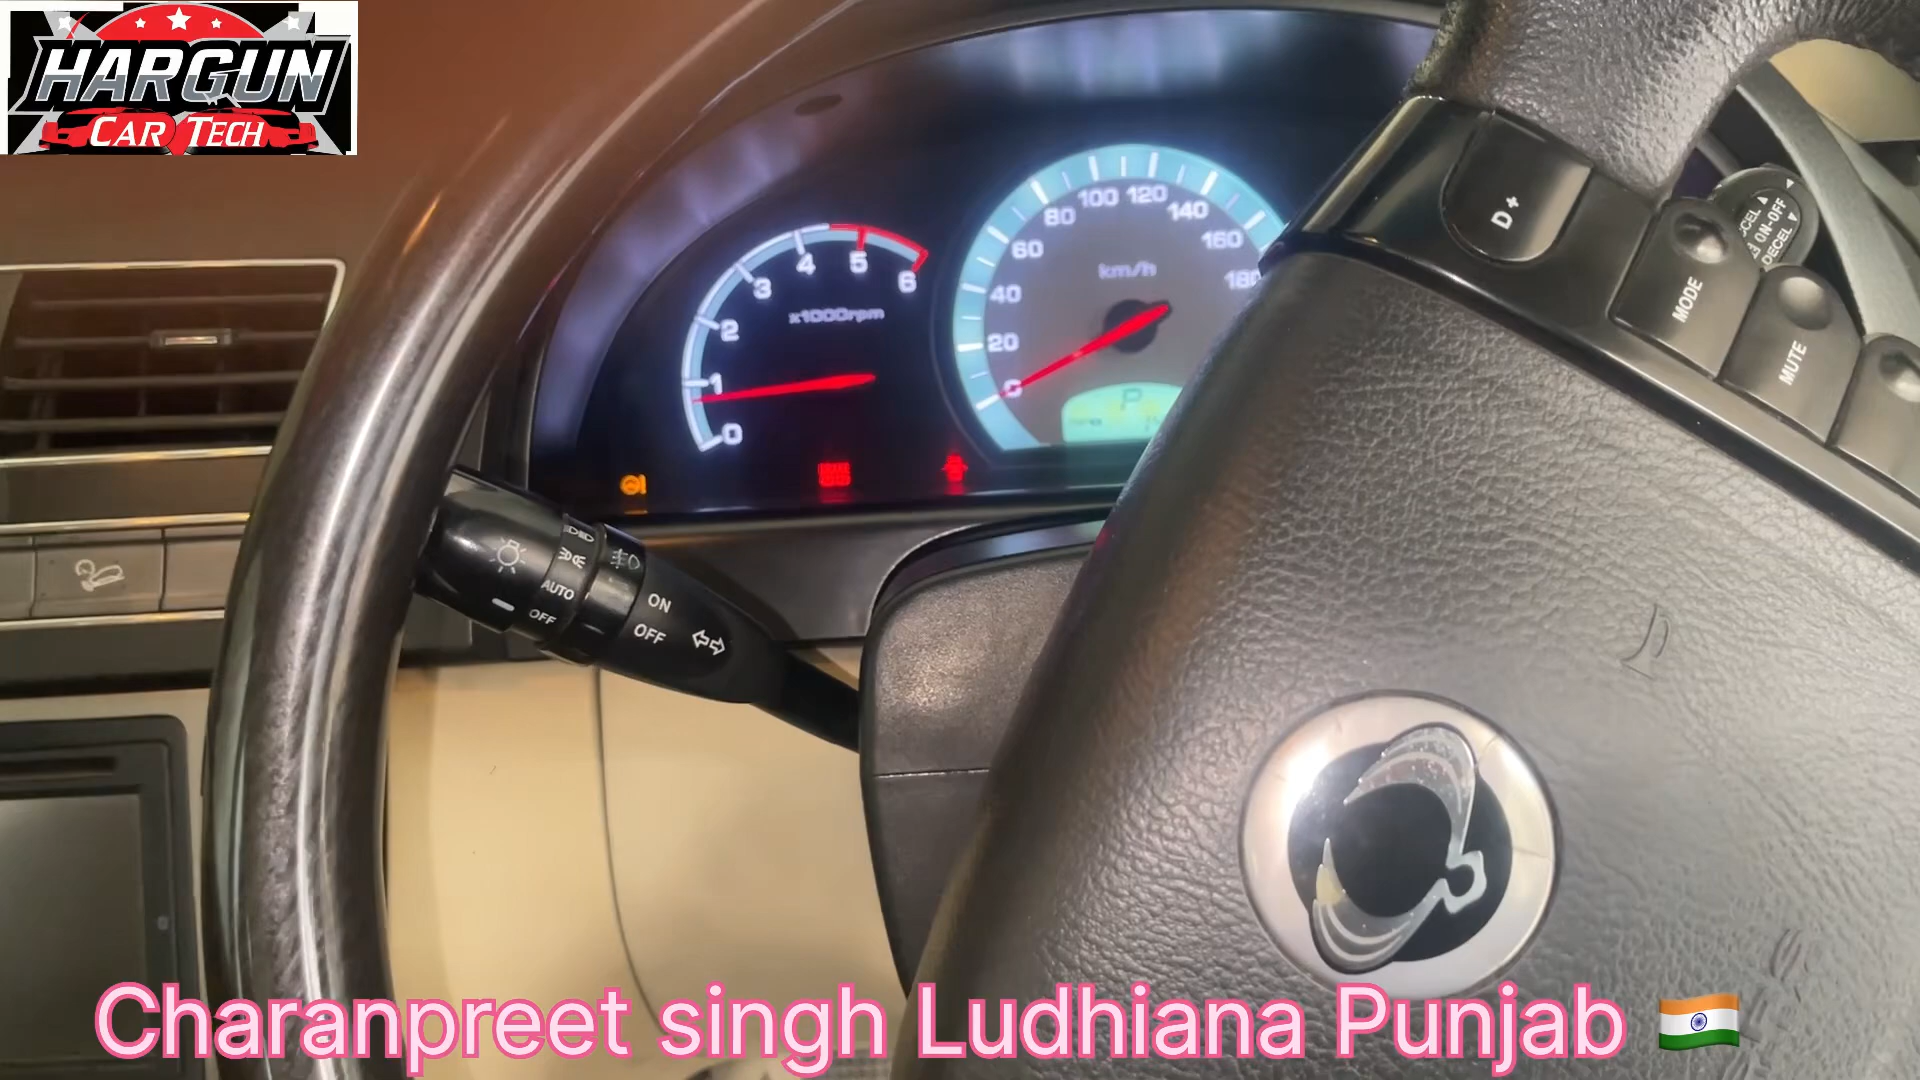 HARGUN
CAR TECH
0
1
2
3
4
5
6
x1000rpm
0
20
40
60
80
100
120
140
160
180
km/h
P
D+
MODE
MUTE
ON-OFF
DECEL
AUTO
OFF
ON
OFF
Charanpreet singh Ludhiana Punjab 🇮🇳